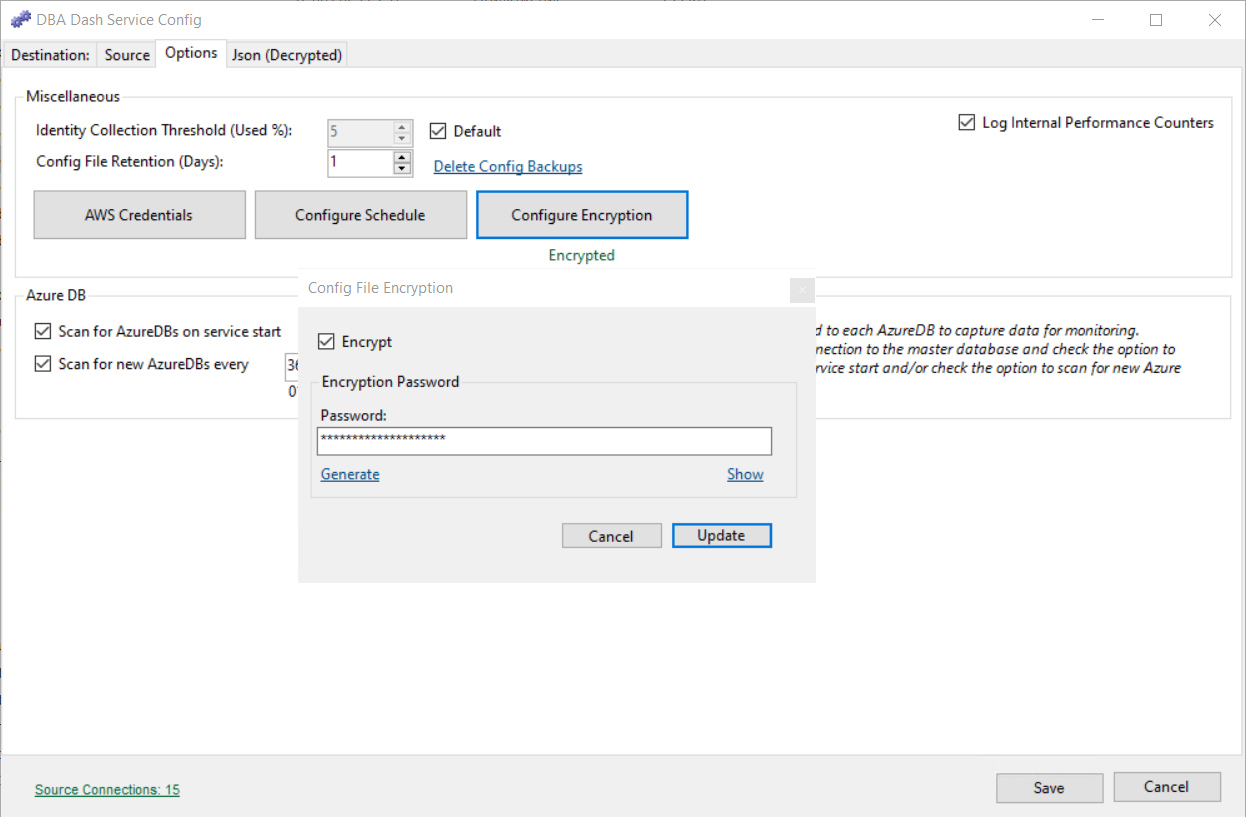 DBA Dash Service Config
Destination: Source Options Json (Decrypted)
Miscellaneous
Identity Collection Threshold (Used %): 5 Default
Log Internal Performance Counters
Config File Retention (Days): 1 Delete Config Backups
AWS Credentials Configure Schedule Configure Encryption
Encrypted
Azure DB
Scan for AzureDBs on service start
Scan for new AzureDBs every
to each AzureDB to capture data for monitoring.
to the master database and check the option to
start and/or check the option to scan for new Azure
Config File Encryption
Encrypt
Encryption Password
Password:
********************
Generate Show
Cancel Update
Source Connections: 15
Save Cancel